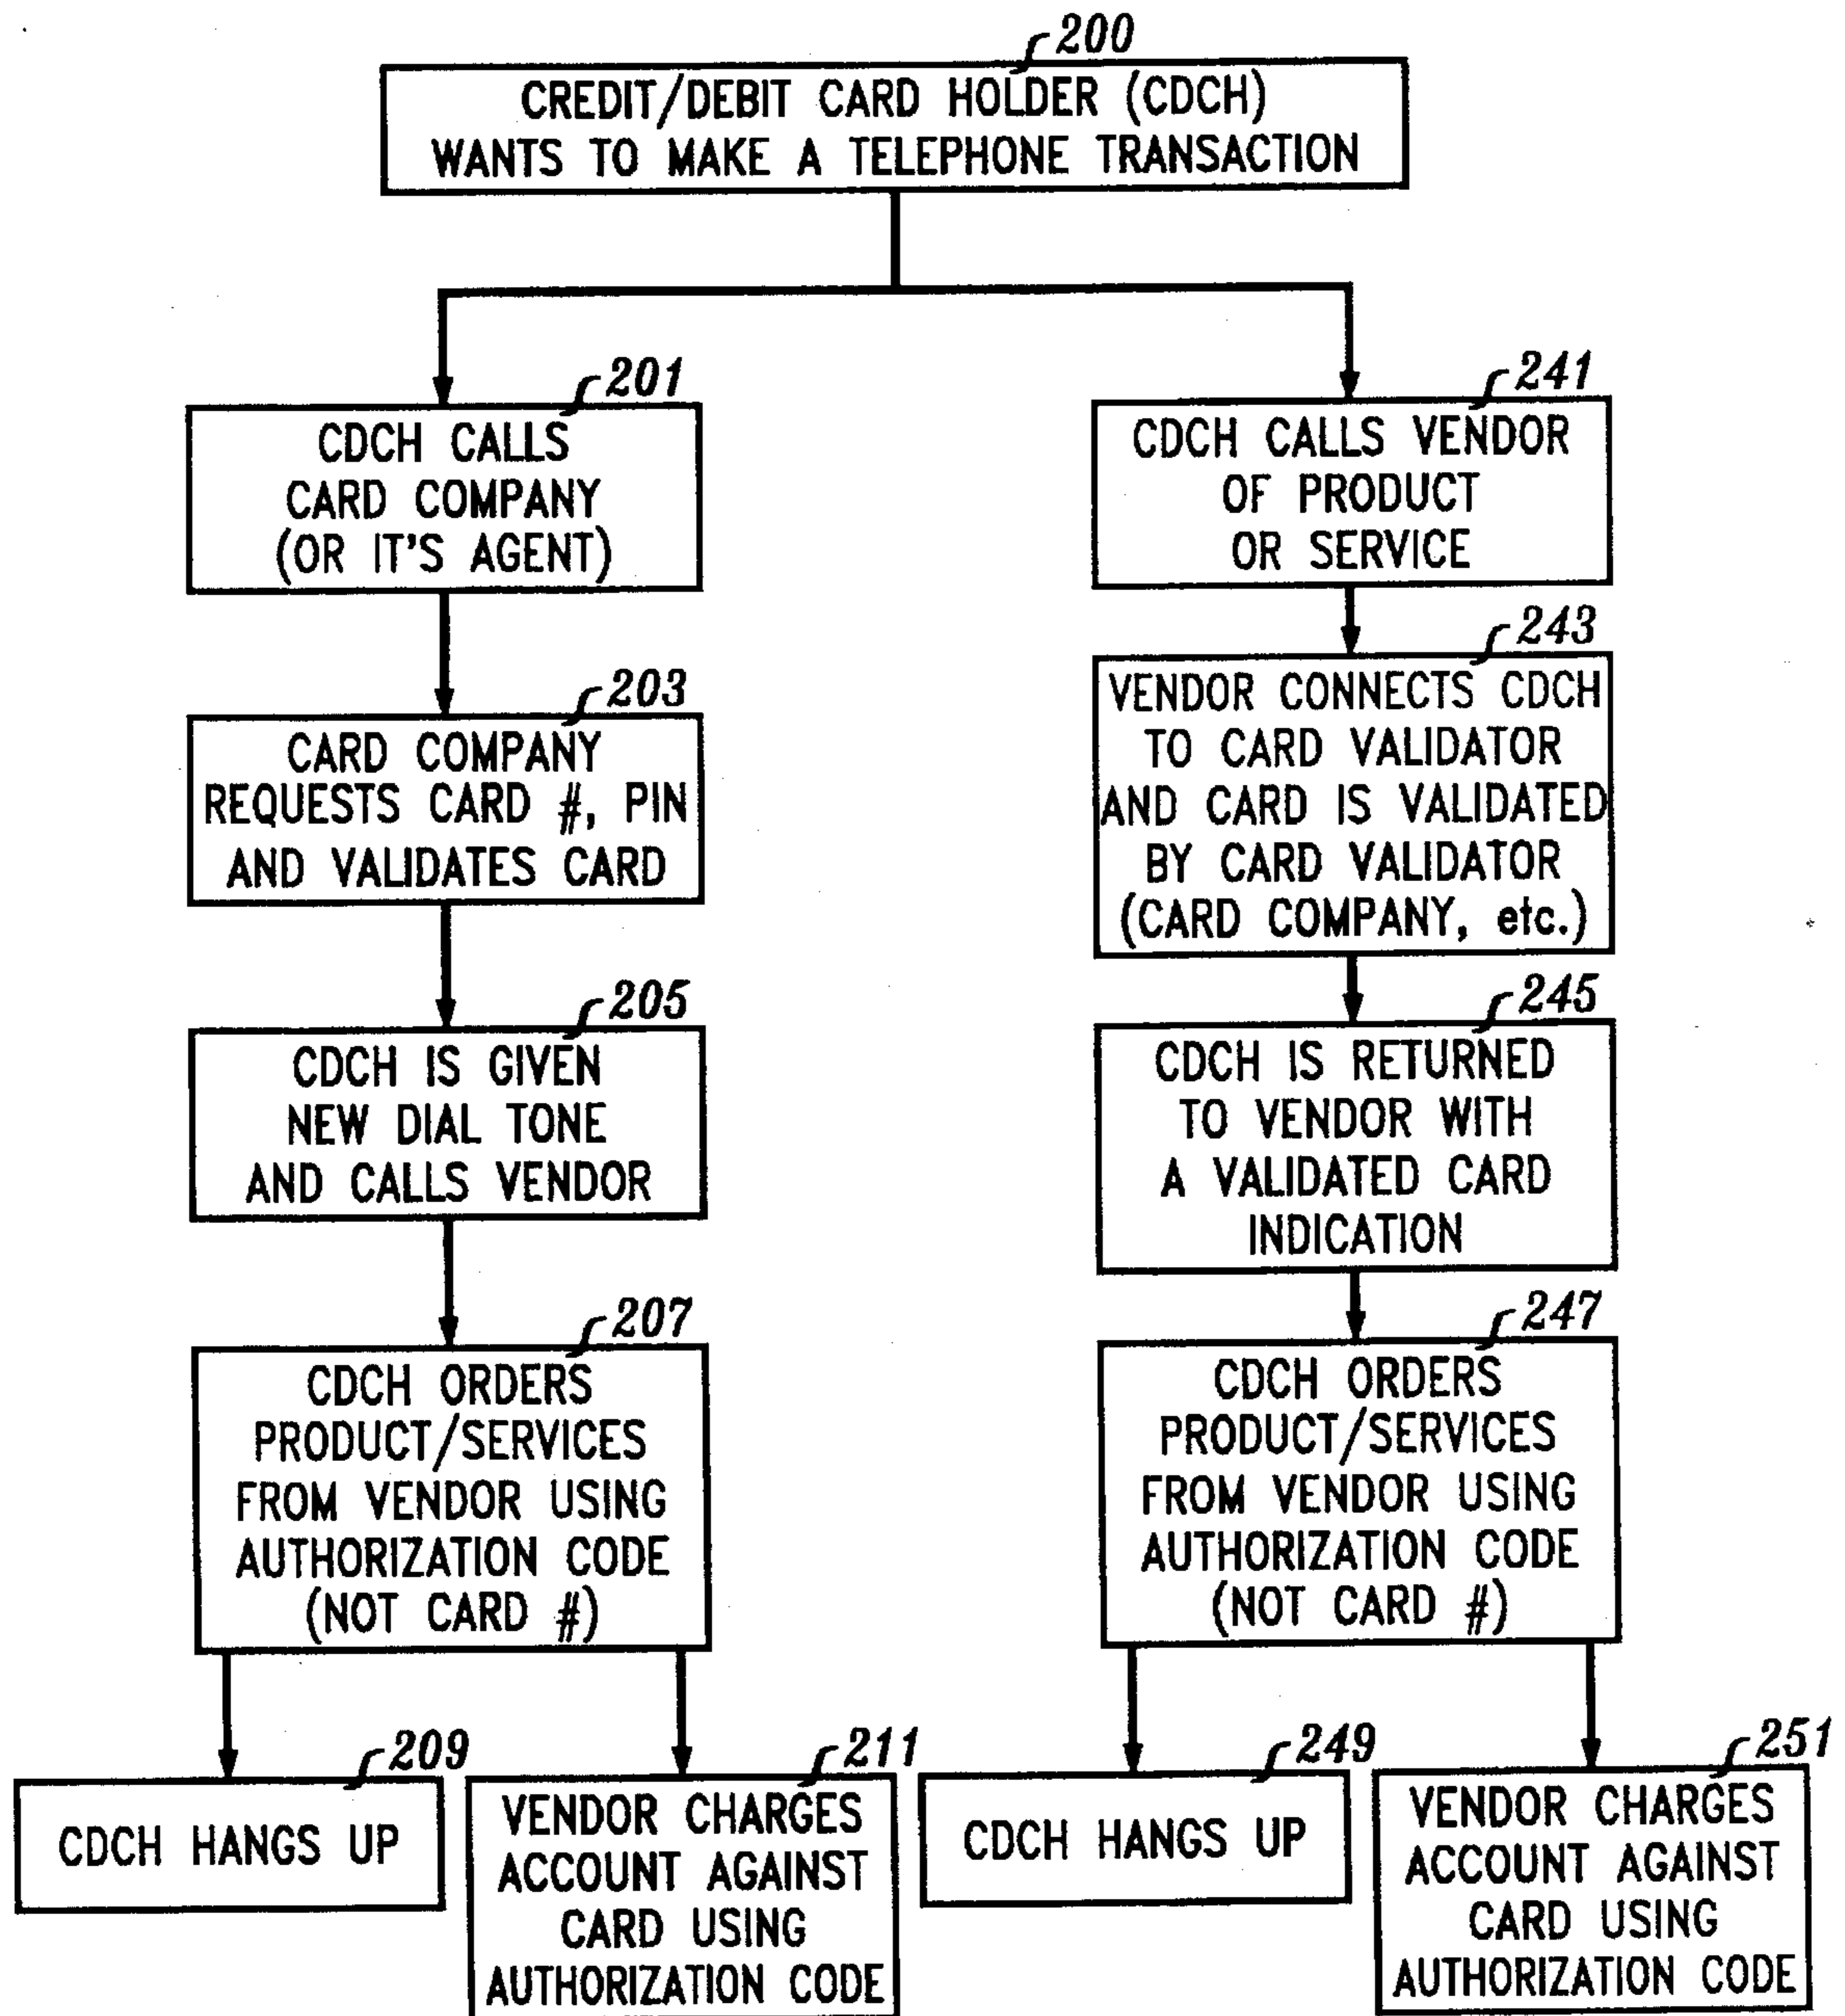 200
CREDIT/DEBIT CARD HOLDER (CDCH)
WANTS TO MAKE A TELEPHONE TRANSACTION
201
CDCH CALLS
CARD COMPANY
(OR IT'S AGENT)
203
CARD COMPANY
REQUESTS CARD #, PIN
AND VALIDATES CARD
205
CDCH IS GIVEN
NEW DIAL TONE
AND CALLS VENDOR
207
CDCH ORDERS
PRODUCT/SERVICES
FROM VENDOR USING
AUTHORIZATION CODE
(NOT CARD #)
209
CDCH HANGS UP
211
VENDOR CHARGES
ACCOUNT AGAINST
CARD USING
AUTHORIZATION CODE
241
CDCH CALLS VENDOR
OF PRODUCT
OR SERVICE
243
VENDOR CONNECTS CDCH
TO CARD VALIDATOR
AND CARD IS VALIDATED
BY CARD VALIDATOR
(CARD COMPANY, etc.)
245
CDCH IS RETURNED
TO VENDOR WITH
A VALIDATED CARD
INDICATION
247
CDCH ORDERS
PRODUCT/SERVICES
FROM VENDOR USING
AUTHORIZATION CODE
(NOT CARD #)
249
CDCH HANGS UP
251
VENDOR CHARGES
ACCOUNT AGAINST
CARD USING
AUTHORIZATION CODE